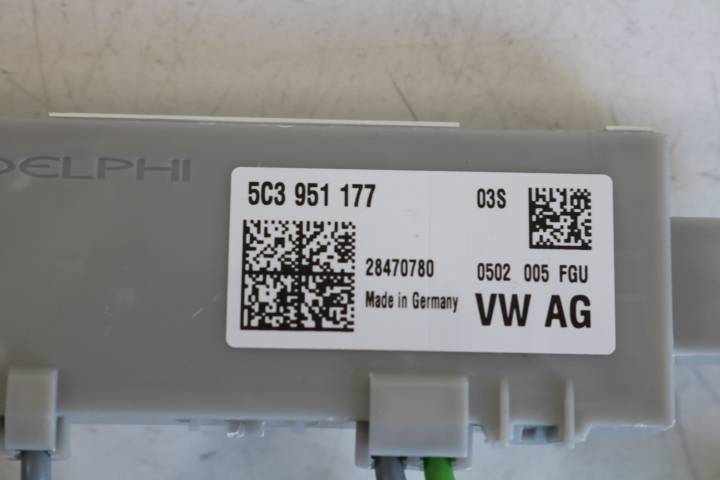 DELPHI
5C3 951 177 03S
28470780 0502 005 FGU
Made in Germany VW AG